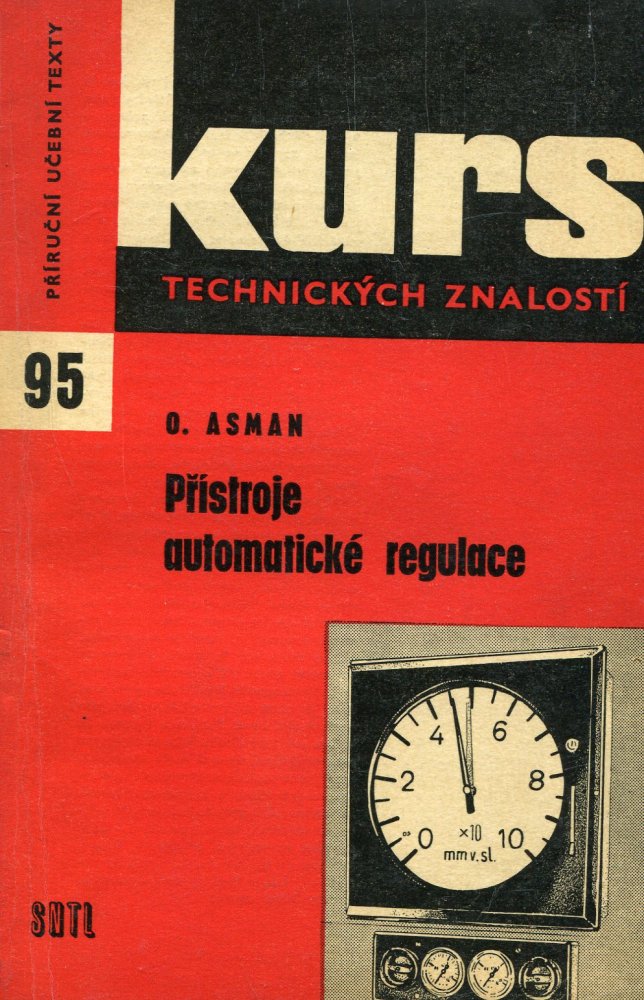 PŘÍRUČNÍ UČEBNÍ TEXTY
kurs
TECHNICKÝCH ZNALOSTÍ
95
O. ASMAN
Přístroje
automatické regulace
4 6
2 8
0 ×10 10
mm v. sl.
SNTL